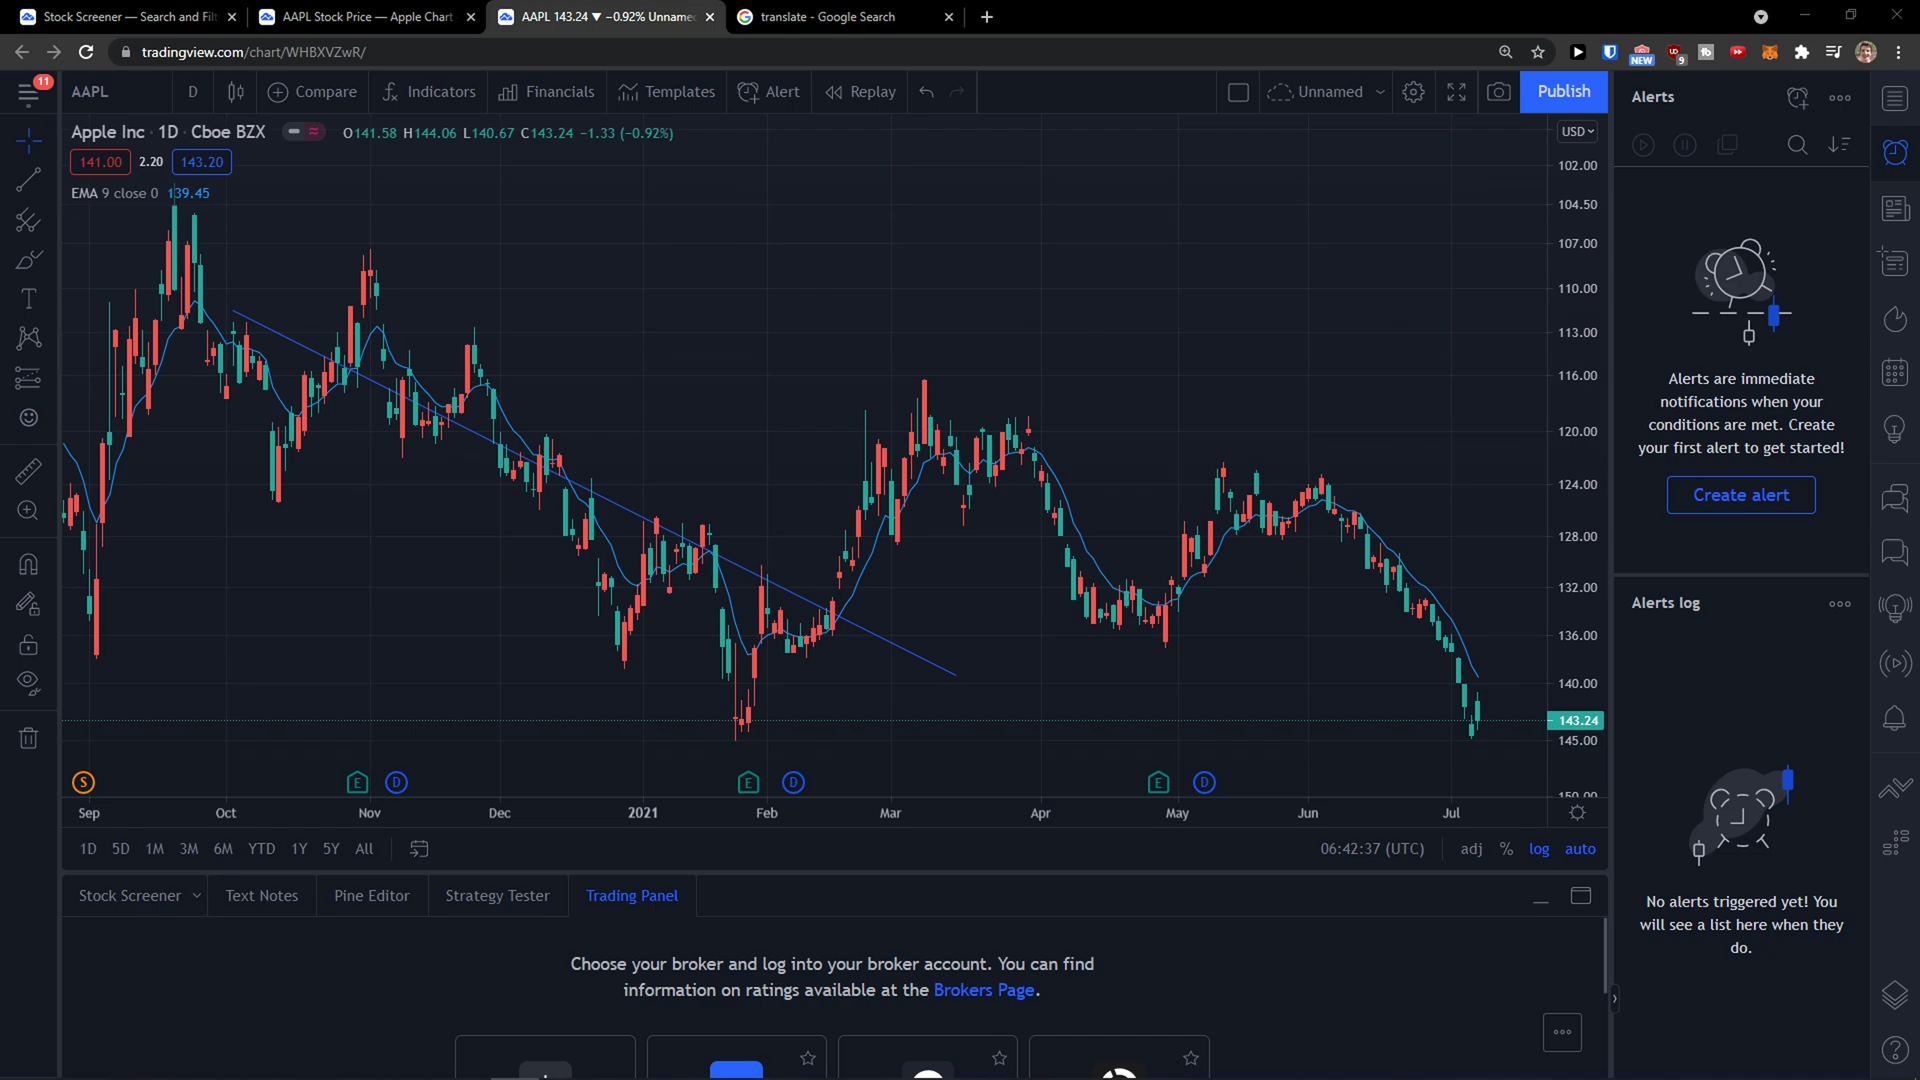 Stock Screener — Search and Filt
AAPL Stock Price — Apple Chart
AAPL 143.24 ▼ −0.92% Unname
translate - Google Search
tradingview.com/chart/WHBXVZwR/
NEW
9
11
AAPL
D
Compare
Indicators
Financials
Templates
Alert
Replay
Unnamed
Publish
Alerts
Apple Inc · 1D · Cboe BZX
O141.58 H144.06 L140.67 C143.24 −1.33 (−0.92%)
USD
141.00 2.20 143.20
EMA 9 close 0 139.45
102.00
104.50
107.00
110.00
113.00
116.00
120.00
124.00
128.00
132.00
136.00
140.00
143.24
145.00
150.00
Alerts are immediate
notifications when your
conditions are met. Create
your first alert to get started!
Create alert
Alerts log
S
E
D
E
D
E
D
Sep Oct Nov Dec 2021 Feb Mar Apr May Jun Jul
1D 5D 1M 3M 6M YTD 1Y 5Y All
06:42:37 (UTC)
adj % log auto
Stock Screener
Text Notes
Pine Editor
Strategy Tester
Trading Panel
Choose your broker and log into your broker account. You can find
information on ratings available at the Brokers Page.
No alerts triggered yet! You
will see a list here when they
do.